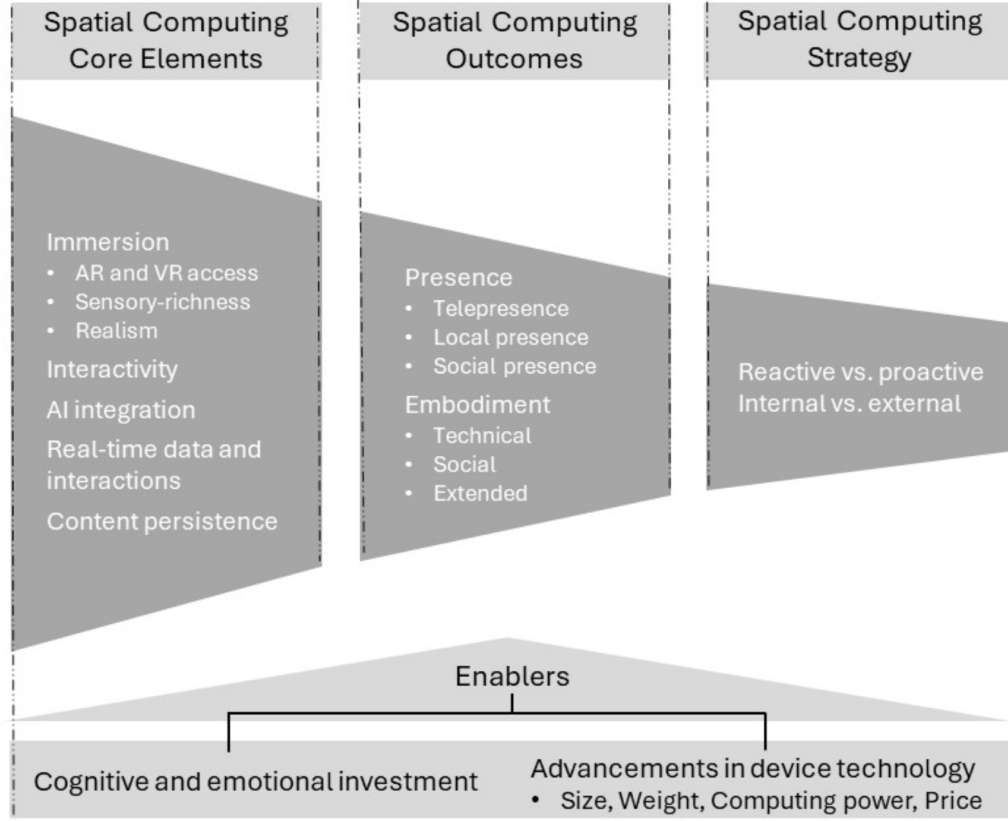 Spatial Computing
Core Elements
Spatial Computing
Outcomes
Spatial Computing
Strategy
Immersion
• AR and VR access
• Sensory-richness
• Realism
Interactivity
AI integration
Real-time data and
interactions
Content persistence
Presence
• Telepresence
• Local presence
• Social presence
Embodiment
• Technical
• Social
• Extended
Reactive vs. proactive
Internal vs. external
Enablers
Cognitive and emotional investment
Advancements in device technology
• Size, Weight, Computing power, Price